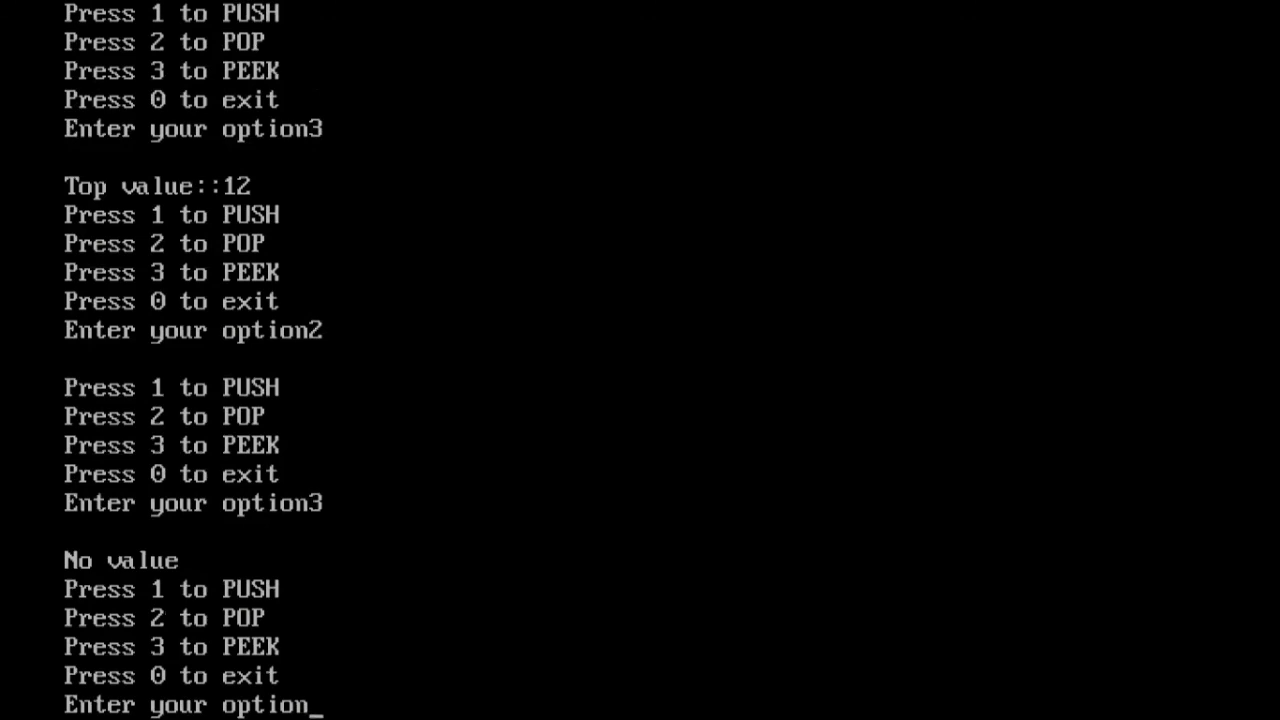 Press 1 to PUSH
Press 2 to POP
Press 3 to PEEK
Press 0 to exit
Enter your option3
Top value::12
Press 1 to PUSH
Press 2 to POP
Press 3 to PEEK
Press 0 to exit
Enter your option2
Press 1 to PUSH
Press 2 to POP
Press 3 to PEEK
Press 0 to exit
Enter your option3
No value
Press 1 to PUSH
Press 2 to POP
Press 3 to PEEK
Press 0 to exit
Enter your option_